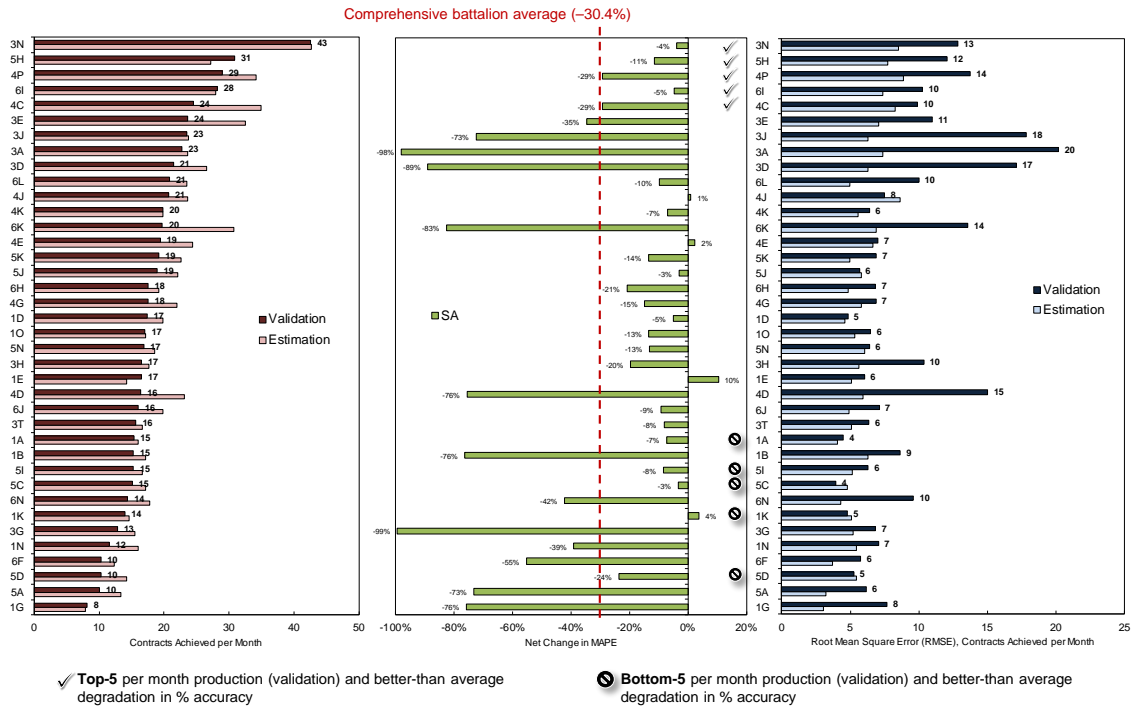 Comprehensive battalion average (–30.4%)
3N
5H
4P
6I
4C
3E
3J
3A
3D
6L
4J
4K
6K
4E
5K
5J
6H
4G
1D
1O
5N
3H
1E
4D
6J
3T
1A
1B
5I
5C
6N
1K
3G
1N
6F
5D
5A
1G
43
31
29
28
24
24
23
23
21
21
21
20
20
19
19
19
18
18
17
17
17
17
17
16
16
16
15
15
15
15
14
14
13
12
10
10
10
8
Validation
Estimation
0 10 20 30 40 50
Contracts Achieved per Month
-4%
-11%
-29%
-5%
-29%
-35%
-73%
-98%
-89%
-10%
1%
-7%
-83%
2%
-14%
-3%
-21%
-15%
-5%
-13%
-13%
-20%
10%
-76%
-9%
-8%
-7%
-76%
-8%
-3%
-42%
4%
-99%
-39%
-55%
-24%
-73%
-76%
SA
-100% -80% -60% -40% -20% 0% 20%
Net Change in MAPE
3N
5H
4P
6I
4C
3E
3J
3A
3D
6L
4J
4K
6K
4E
5K
5J
6H
4G
1D
1O
5N
3H
1E
4D
6J
3T
1A
1B
5I
5C
6N
1K
3G
1N
6F
5D
5A
1G
13
12
14
10
10
11
18
20
17
10
8
6
14
7
7
6
7
7
5
6
6
10
6
15
7
6
4
9
6
4
10
5
7
7
6
5
6
8
Validation
Estimation
0 5 10 15 20 25
Root Mean Square Error (RMSE), Contracts Achieved per Month
Top-5 per month production (validation) and better-than average
degradation in % accuracy
Bottom-5 per month production (validation) and better-than average
degradation in % accuracy